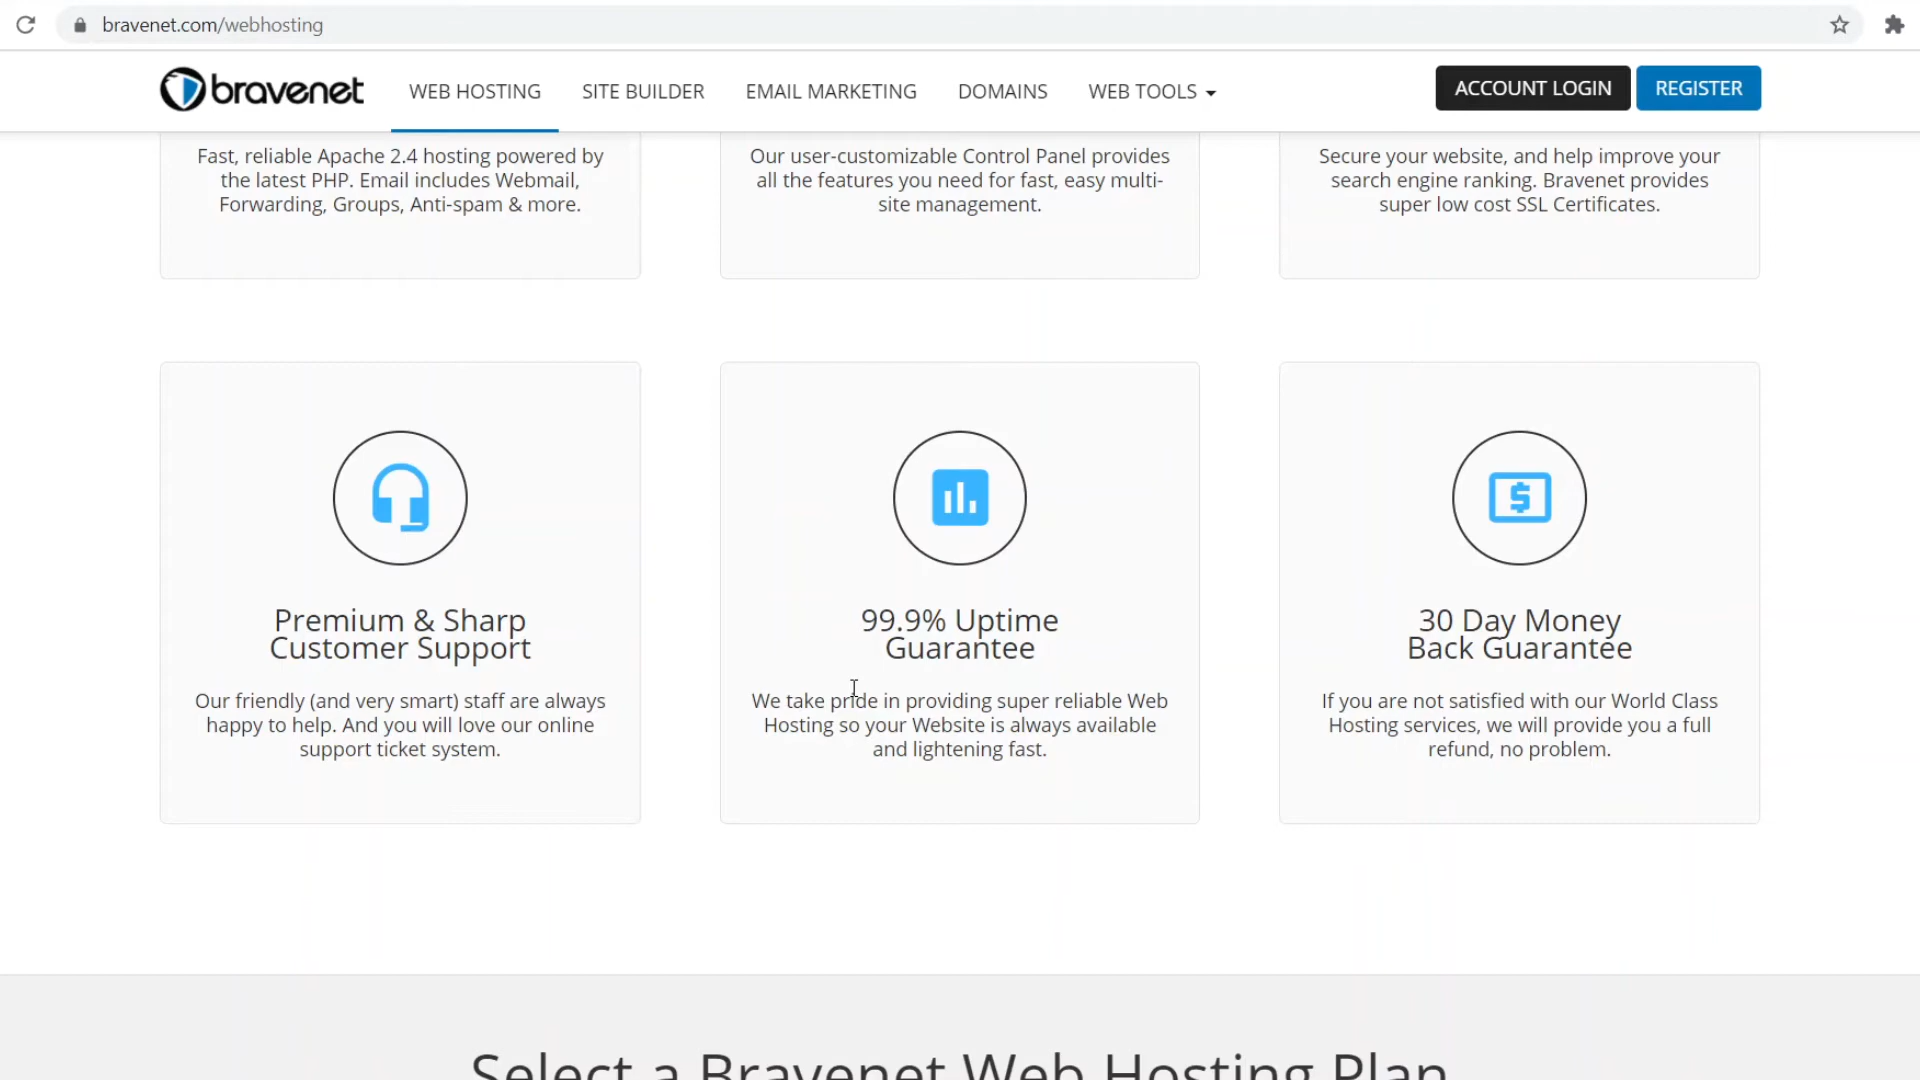 bravenet.com/webhosting
bravenet
WEB HOSTING
SITE BUILDER
EMAIL MARKETING
DOMAINS
WEB TOOLS
ACCOUNT LOGIN
REGISTER
Fast, reliable Apache 2.4 hosting powered by
the latest PHP. Email includes Webmail,
Forwarding, Groups, Anti-spam & more.
Our user-customizable Control Panel provides
all the features you need for fast, easy multi-
site management.
Secure your website, and help improve your
search engine ranking. Bravenet provides
super low cost SSL Certificates.
Premium & Sharp
Customer Support
Our friendly (and very smart) staff are always
happy to help. And you will love our online
support ticket system.
99.9% Uptime
Guarantee
We take pride in providing super reliable Web
Hosting so your Website is always available
and lightening fast.
$
30 Day Money
Back Guarantee
If you are not satisfied with our World Class
Hosting services, we will provide you a full
refund, no problem.
Select a Bravenet Web Hosting Plan